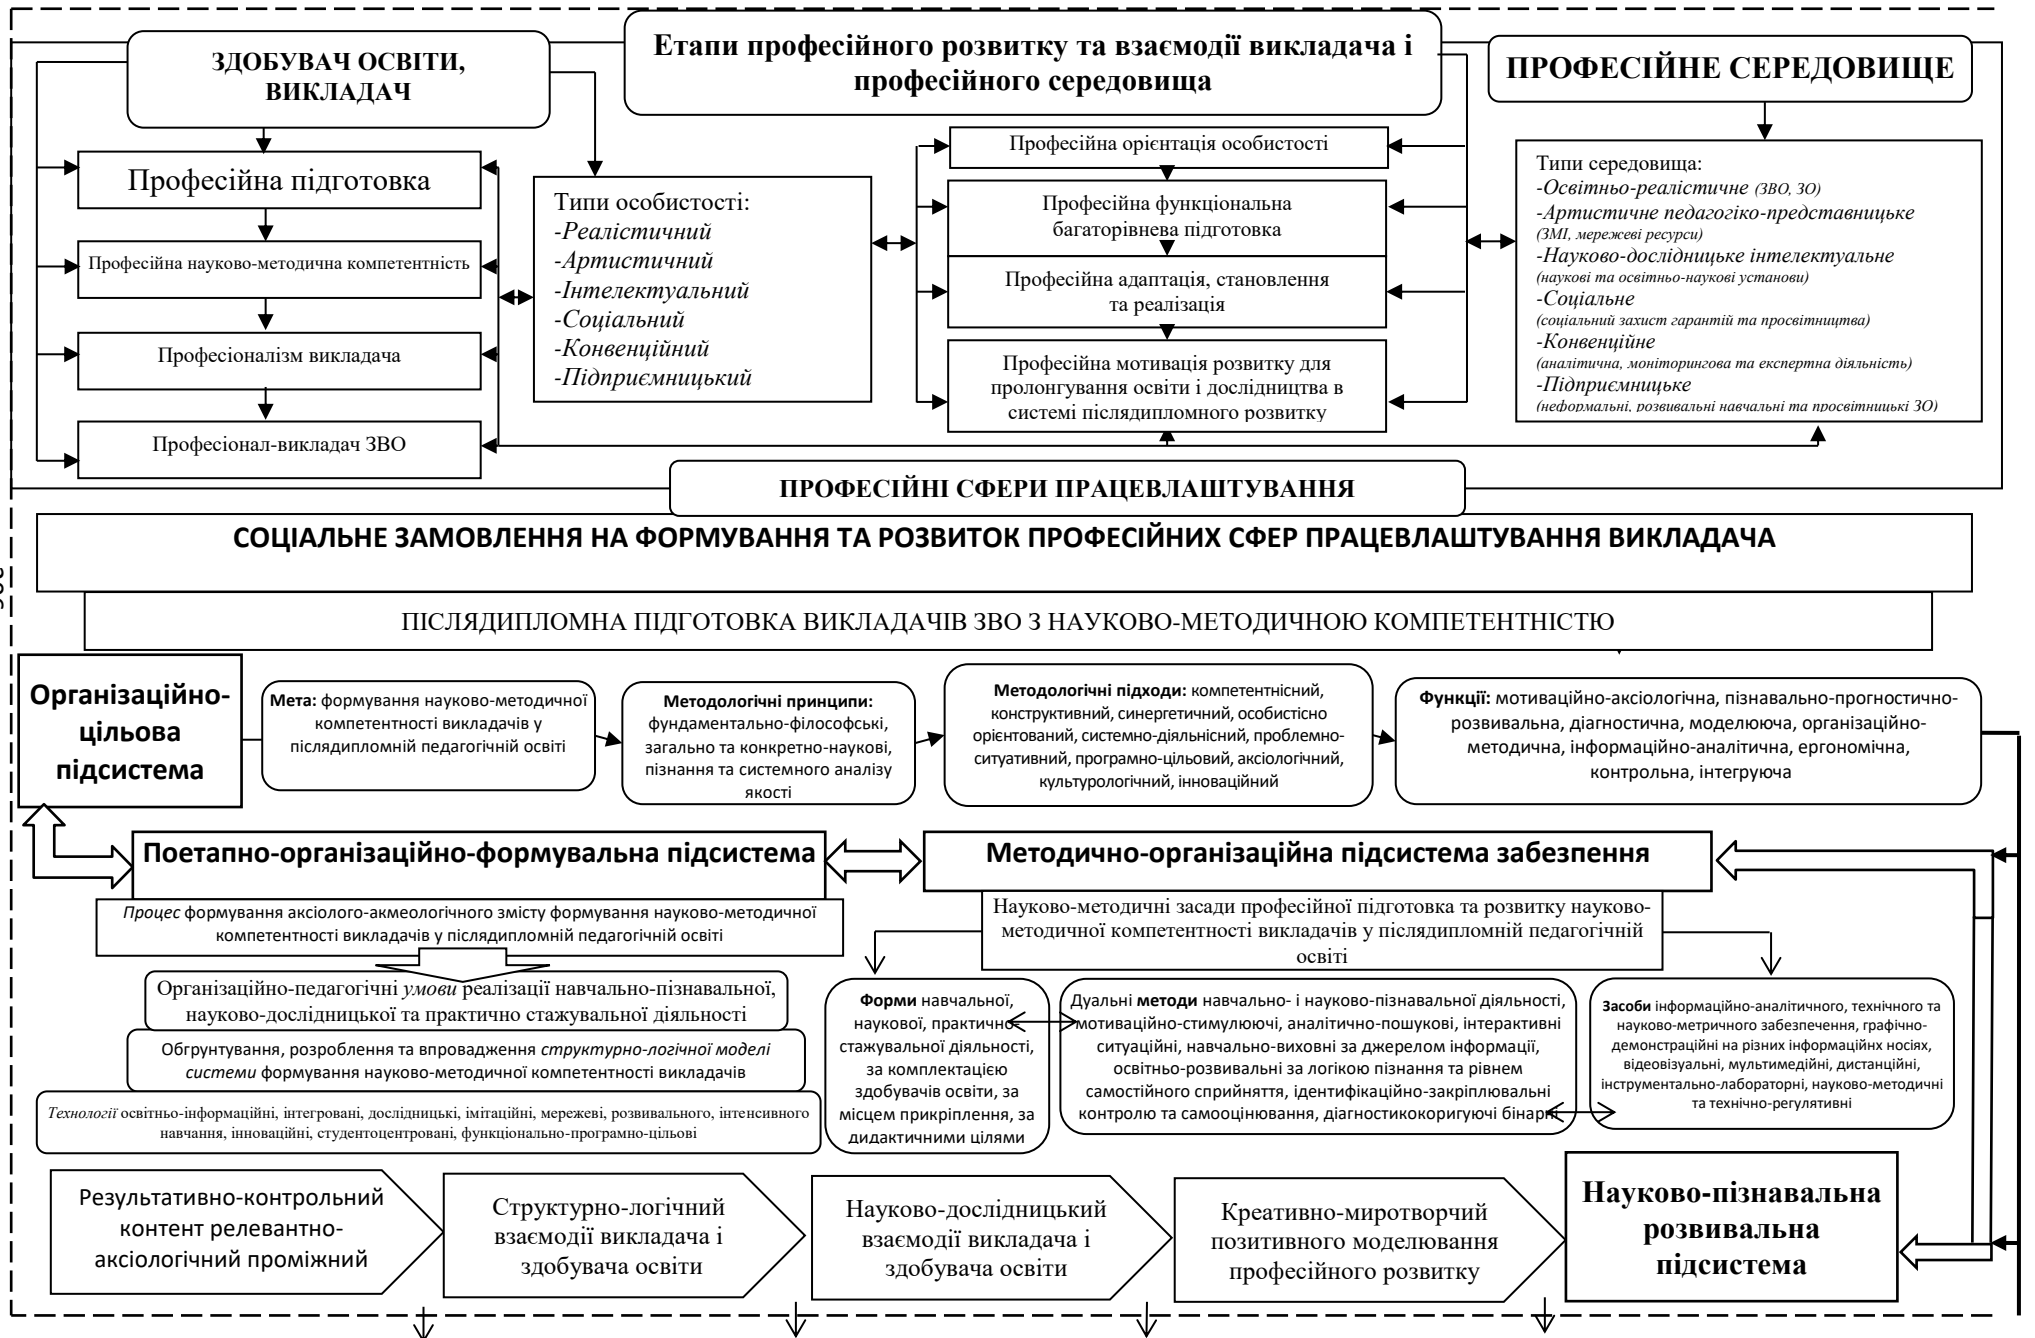 ЗДОБУВАЧ ОСВІТИ,
ВИКЛАДАЧ
Етапи професійного розвитку та взаємодії викладача і
професійного середовища
ПРОФЕСІЙНЕ СЕРЕДОВИЩЕ
Професійна підготовка
Професійна науково-методична компетентність
Професіоналізм викладача
Професіонал-викладач ЗВО
Типи особистості:
-Реалістичний
-Артистичний
-Інтелектуальний
-Соціальний
-Конвенційний
-Підприємницький
Професійна орієнтація особистості
Професійна функціональна
багаторівнева підготовка
Професійна адаптація, становлення
та реалізація
Професійна мотивація розвитку для
пролонгування освіти і дослідництва в
системі післядипломного розвитку
Типи середовища:
-Освітньо-реалістичне (ЗВО, ЗО)
-Артистичне педагогіко-представницьке
(ЗМІ, мережеві ресурси)
-Науково-дослідницьке інтелектуальне
(наукові та освітньо-наукові установи)
-Соціальне
(соціальний захист гарантій та просвітництва)
-Конвенційне
(аналітична, моніторингова та експертна діяльність)
-Підприємницьке
(неформальні, розвивальні навчальні та просвітницькі ЗО)
ПРОФЕСІЙНІ СФЕРИ ПРАЦЕВЛАШТУВАННЯ
СОЦІАЛЬНЕ ЗАМОВЛЕННЯ НА ФОРМУВАННЯ ТА РОЗВИТОК ПРОФЕСІЙНИХ СФЕР ПРАЦЕВЛАШТУВАННЯ ВИКЛАДАЧА
ПІСЛЯДИПЛОМНА ПІДГОТОВКА ВИКЛАДАЧІВ ЗВО З НАУКОВО-МЕТОДИЧНОЮ КОМПЕТЕНТНІСТЮ
Організаційно-
цільова
підсистема
Мета: формування науково-методичної
компетентності викладачів у
післядипломній педагогічній освіті
Методологічні принципи:
фундаментально-філософські,
загально та конкретно-наукові,
пізнання та системного аналізу
якості
Методологічні підходи: компетентнісний,
конструктивний, синергетичний, особистісно
орієнтований, системно-діяльнісний, проблемно-
ситуативний, програмно-цільовий, аксіологічний,
культурологічний, інноваційний
Функції: мотиваційно-аксіологічна, пізнавально-прогностично-
розвивальна, діагностична, моделююча, організаційно-
методична, інформаційно-аналітична, ергономічна,
контрольна, інтегруюча
Поетапно-організаційно-формувальна підсистема
Методично-організаційна підсистема забезпення
Процес формування аксіолого-акмеологічного змісту формування науково-методичної
компетентності викладачів у післядипломній педагогічній освіті
Організаційно-педагогічні умови реалізації навчально-пізнавальної,
науково-дослідницької та практично стажувальної діяльності
Обгрунтування, розроблення та впровадження структурно-логічної моделі
системи формування науково-методичної компетентності викладачів
Технології освітньо-інформаційні, інтегровані, дослідницькі, імітаційні, мережеві, розвивального, інтенсивного
навчання, інноваційні, студентоцентровані, функціонально-програмно-цільові
Науково-методичні засади професійної підготовка та розвитку науково-
методичної компетентності викладачів у післядипломній педагогічній
освіті
Форми навчальної,
наукової, практично-
стажувальної діяльності,
за комплектацією
здобувачів освіти, за
місцем прикріплення, за
дидактичними цілями
Дуальні методи навчально- і науково-пізнавальної діяльності,
мотиваційно-стимулюючі, аналітично-пошукові, інтерактивні
ситуаційні, навчально-виховні за джерелом інформації,
освітньо-розвивальні за логікою пізнання та рівнем
самостійного сприйняття, ідентифікаційно-закріплювальні
контролю та самооцінювання, діагностикокоригуючі бінарні
Засоби інформаційно-аналітичного, технічного та
науково-метричного забезпечення, графічно-
демонстраційні на різних інформаційнх носіях,
відеовізуальні, мультимедійні, дистанційні,
інструментально-лабораторні, науково-методичні
та технічно-регулятивні
Результативно-контрольний
контент релевантно-
аксіологічний проміжний
Структурно-логічний
взаємодії викладача і
здобувача освіти
Науково-дослідницький
взаємодії викладача і
здобувача освіти
Креативно-миротворчий
позитивного моделювання
професійного розвитку
Науково-пізнавальна
розвивальна
підсистема